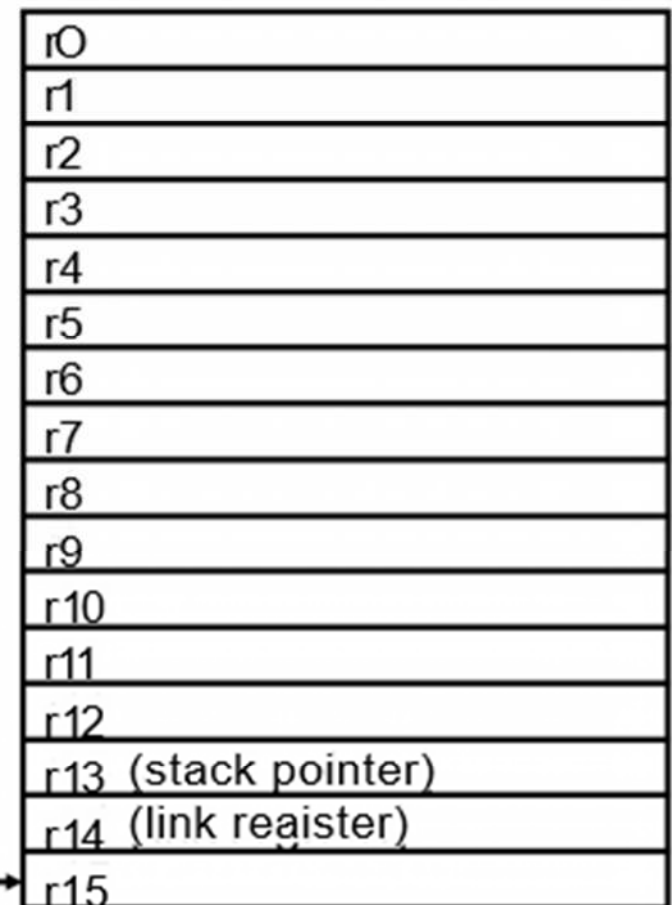 r0
r1
r2
r3
r4
r5
r6
r7
r8
r9
r10
r11
r12
r13 (stack pointer)
r14 (link register)
r15